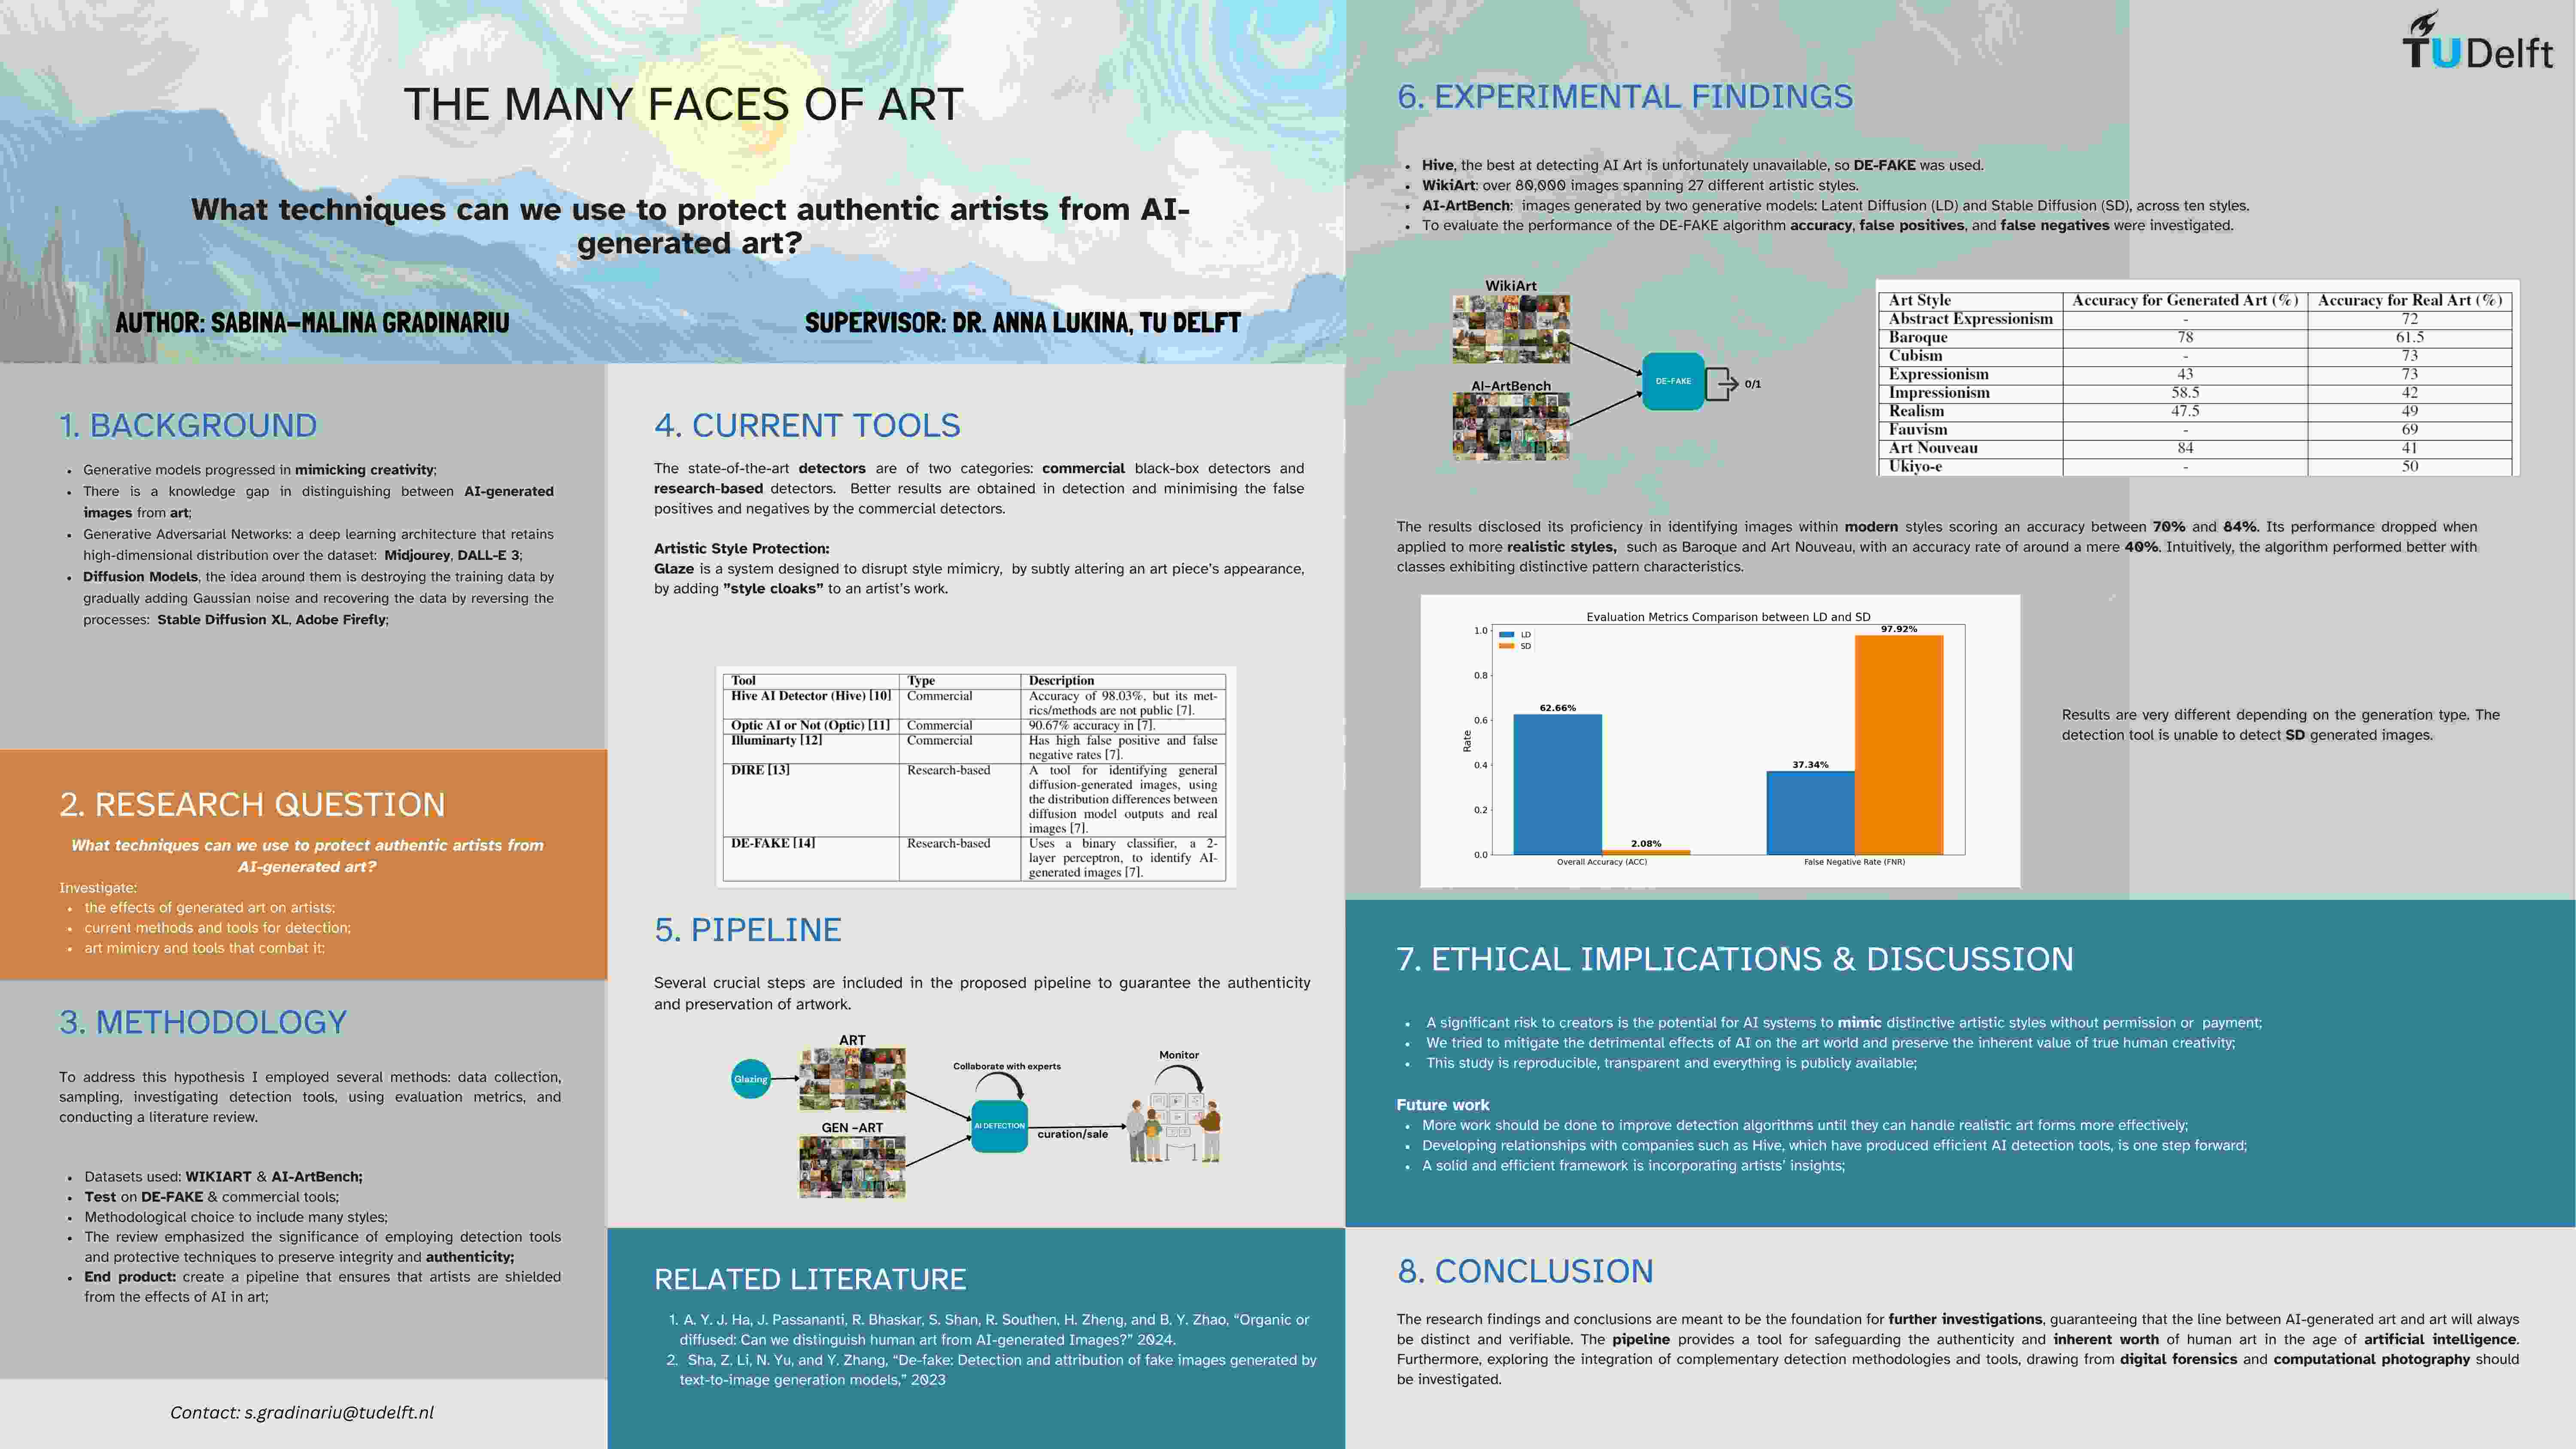 THE MANY FACES OF ART
What techniques can we use to protect authentic artists from AI-
generated art?
AUTHOR: SABINA-MALINA GRADINARIU
SUPERVISOR: DR. ANNA LUKINA, TU DELFT
1. BACKGROUND
• Generative models progressed in mimicking creativity;
• There is a knowledge gap in distinguishing between AI-generated
images from art;
• Generative Adversarial Networks: a deep learning architecture that retains
high-dimensional distribution over the dataset: Midjourey, DALL-E 3;
• Diffusion Models, the idea around them is destroying the training data by
gradually adding Gaussian noise and recovering the data by reversing the
processes: Stable Diffusion XL, Adobe Firefly;
2. RESEARCH QUESTION
What techniques can we use to protect authentic artists from
AI-generated art?
Investigate:
• the effects of generated art on artists;
• current methods and tools for detection;
• art mimicry and tools that combat it;
3. METHODOLOGY
To address this hypothesis I employed several methods: data collection,
sampling, investigating detection tools, using evaluation metrics, and
conducting a literature review.
• Datasets used: WIKIART & AI-ArtBench;
• Test on DE-FAKE & commercial tools;
• Methodological choice to include many styles;
• The review emphasized the significance of employing detection tools
and protective techniques to preserve integrity and authenticity;
• End product: create a pipeline that ensures that artists are shielded
from the effects of AI in art;
Contact: s.gradinariu@tudelft.nl
4. CURRENT TOOLS
The state-of-the-art detectors are of two categories: commercial black-box detectors and
research-based detectors. Better results are obtained in detection and minimising the false
positives and negatives by the commercial detectors.
Artistic Style Protection:
Glaze is a system designed to disrupt style mimicry, by subtly altering an art piece's appearance,
by adding "style cloaks" to an artist's work.
Tool Type Description
Hive AI Detector (Hive) [10] Commercial Accuracy of 98.03%, but its met-
rics/methods are not public [7].
Optic AI or Not (Optic) [11] Commercial 90.67% accuracy in [7].
Illuminarty [12] Commercial Has high false positive and false
negative rates [7].
DIRE [13] Research-based A tool for identifying general
diffusion-generated images, using
the distribution differences between
diffusion model outputs and real
images [7].
DE-FAKE [14] Research-based Uses a binary classifier, a 2-
layer perceptron, to identify AI-
generated images [7].
5. PIPELINE
Several crucial steps are included in the proposed pipeline to guarantee the authenticity
and preservation of artwork.
Glazing
ART
GEN -ART
Collaborate with experts
AI DETECTION
curation/sale
Monitor
RELATED LITERATURE
1. A. Y. J. Ha, J. Passananti, R. Bhaskar, S. Shan, R. Southen, H. Zheng, and B. Y. Zhao, "Organic or
diffused: Can we distinguish human art from AI-generated Images?" 2024.
2. Sha, Z. Li, N. Yu, and Y. Zhang, "De-fake: Detection and attribution of fake images generated by
text-to-image generation models," 2023
TU Delft
6. EXPERIMENTAL FINDINGS
• Hive, the best at detecting AI Art is unfortunately unavailable, so DE-FAKE was used.
• WikiArt: over 80,000 images spanning 27 different artistic styles.
• AI-ArtBench: images generated by two generative models: Latent Diffusion (LD) and Stable Diffusion (SD), across ten styles.
• To evaluate the performance of the DE-FAKE algorithm accuracy, false positives, and false negatives were investigated.
WikiArt
AI-ArtBench
DE-FAKE
0/1
Art Style Accuracy for Generated Art (%) Accuracy for Real Art (%)
Abstract Expressionism - 72
Baroque 78 61.5
Cubism - 73
Expressionism 43 73
Impressionism 58.5 42
Realism 47.5 49
Fauvism - 69
Art Nouveau 84 41
Ukiyo-e - 50
The results disclosed its proficiency in identifying images within modern styles scoring an accuracy between 70% and 84%. Its performance dropped when
applied to more realistic styles, such as Baroque and Art Nouveau, with an accuracy rate of around a mere 40%. Intuitively, the algorithm performed better with
classes exhibiting distinctive pattern characteristics.
Evaluation Metrics Comparison between LD and SD
LD
SD
Rate
1.0
0.8
0.6
0.4
0.2
0.0
62.66%
2.08%
37.34%
97.92%
Overall Accuracy (ACC)
False Negative Rate (FNR)
Results are very different depending on the generation type. The
detection tool is unable to detect SD generated images.
7. ETHICAL IMPLICATIONS & DISCUSSION
• A significant risk to creators is the potential for AI systems to mimic distinctive artistic styles without permission or payment;
• We tried to mitigate the detrimental effects of AI on the art world and preserve the inherent value of true human creativity;
• This study is reproducible, transparent and everything is publicly available;
Future work
• More work should be done to improve detection algorithms until they can handle realistic art forms more effectively;
• Developing relationships with companies such as Hive, which have produced efficient AI detection tools, is one step forward;
• A solid and efficient framework is incorporating artists' insights;
8. CONCLUSION
The research findings and conclusions are meant to be the foundation for further investigations, guaranteeing that the line between AI-generated art and art will always
be distinct and verifiable. The pipeline provides a tool for safeguarding the authenticity and inherent worth of human art in the age of artificial intelligence.
Furthermore, exploring the integration of complementary detection methodologies and tools, drawing from digital forensics and computational photography should
be investigated.